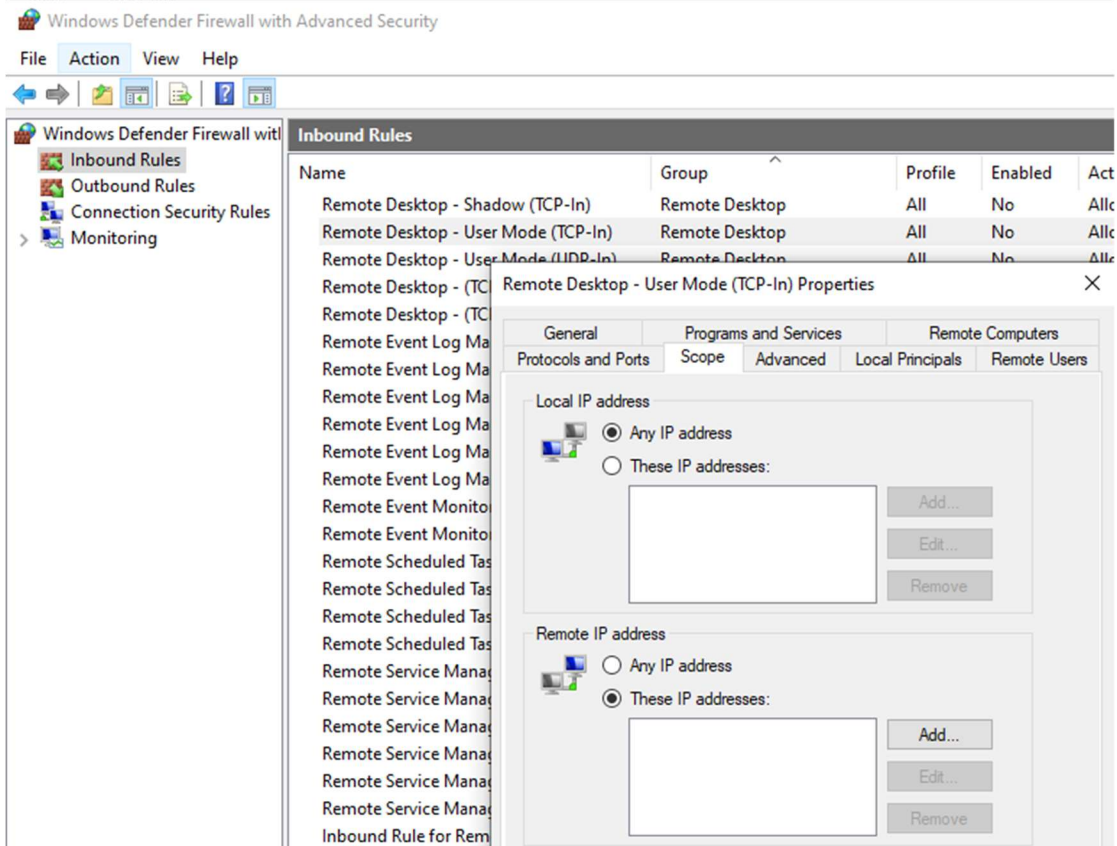 Windows Defender Firewall with Advanced Security
File Action View Help
Windows Defender Firewall witl
Inbound Rules
Outbound Rules
Connection Security Rules
Monitoring
Inbound Rules
Name Group Profile Enabled Act
Remote Desktop - Shadow (TCP-In) Remote Desktop All No Allo
Remote Desktop - User Mode (TCP-In) Remote Desktop All No Allo
Remote Desktop - User Mode (UDP-In) Remote Desktop All No Allo
Remote Desktop - (TCI
Remote Desktop - (TCI
Remote Event Log Ma
Remote Event Log Ma
Remote Event Log Ma
Remote Event Log Ma
Remote Event Log Ma
Remote Event Log Ma
Remote Event Monito
Remote Event Monito
Remote Scheduled Tas
Remote Scheduled Tas
Remote Scheduled Tas
Remote Scheduled Tas
Remote Service Manag
Remote Service Manag
Remote Service Manag
Remote Service Manag
Remote Service Manag
Remote Service Manag
Inbound Rule for Rem
Remote Desktop - User Mode (TCP-In) Properties
General Programs and Services Remote Computers
Protocols and Ports Scope Advanced Local Principals Remote Users
Local IP address
Any IP address
These IP addresses:
Add...
Edit...
Remove
Remote IP address
Any IP address
These IP addresses:
Add...
Edit...
Remove